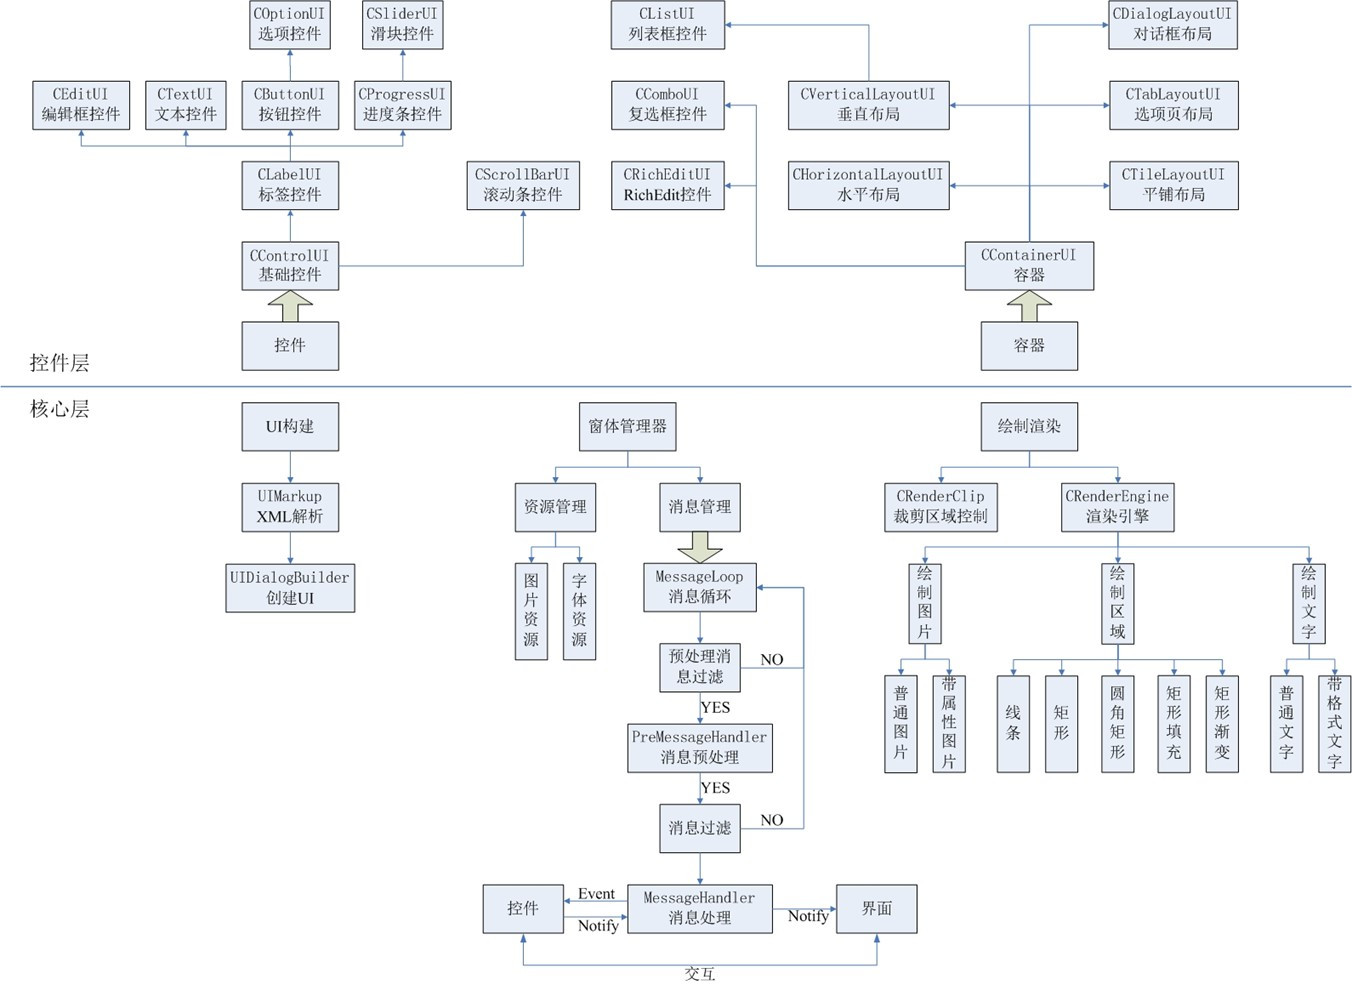 COptionUI
选项控件
CSliderUI
滑块控件
CListUI
列表框控件
CDialogLayoutUI
对话框布局
CEditUI
编辑框控件
CTextUI
文本控件
CButtonUI
按钮控件
CProgressUI
进度条控件
CComboUI
复选框控件
CVerticalLayoutUI
垂直布局
CTabLayoutUI
选项页布局
CLabelUI
标签控件
CScrollBarUI
滚动条控件
CRichEditUI
RichEdit控件
CHorizontalLayoutUI
水平布局
CTileLayoutUI
平铺布局
CControlUI
基础控件
CContainerUI
容器
控件
容器
控件层
核心层
UI构建
窗体管理器
绘制渲染
UIMarkup
XML解析
资源管理
消息管理
CRenderClip
裁剪区域控制
CRenderEngine
渲染引擎
UIDialogBuilder
创建UI
图片资源
字体资源
MessageLoop
消息循环
绘制图片
绘制区域
绘制文字
预处理消
息过滤
NO
YES
普通图片
带属性图片
线条
矩形
圆角矩形
矩形填充
矩形渐变
普通文字
带格式文字
PreMessageHandler
消息预处理
YES
消息过滤
NO
控件
Event
Notify
MessageHandler
消息处理
Notify
界面
交互